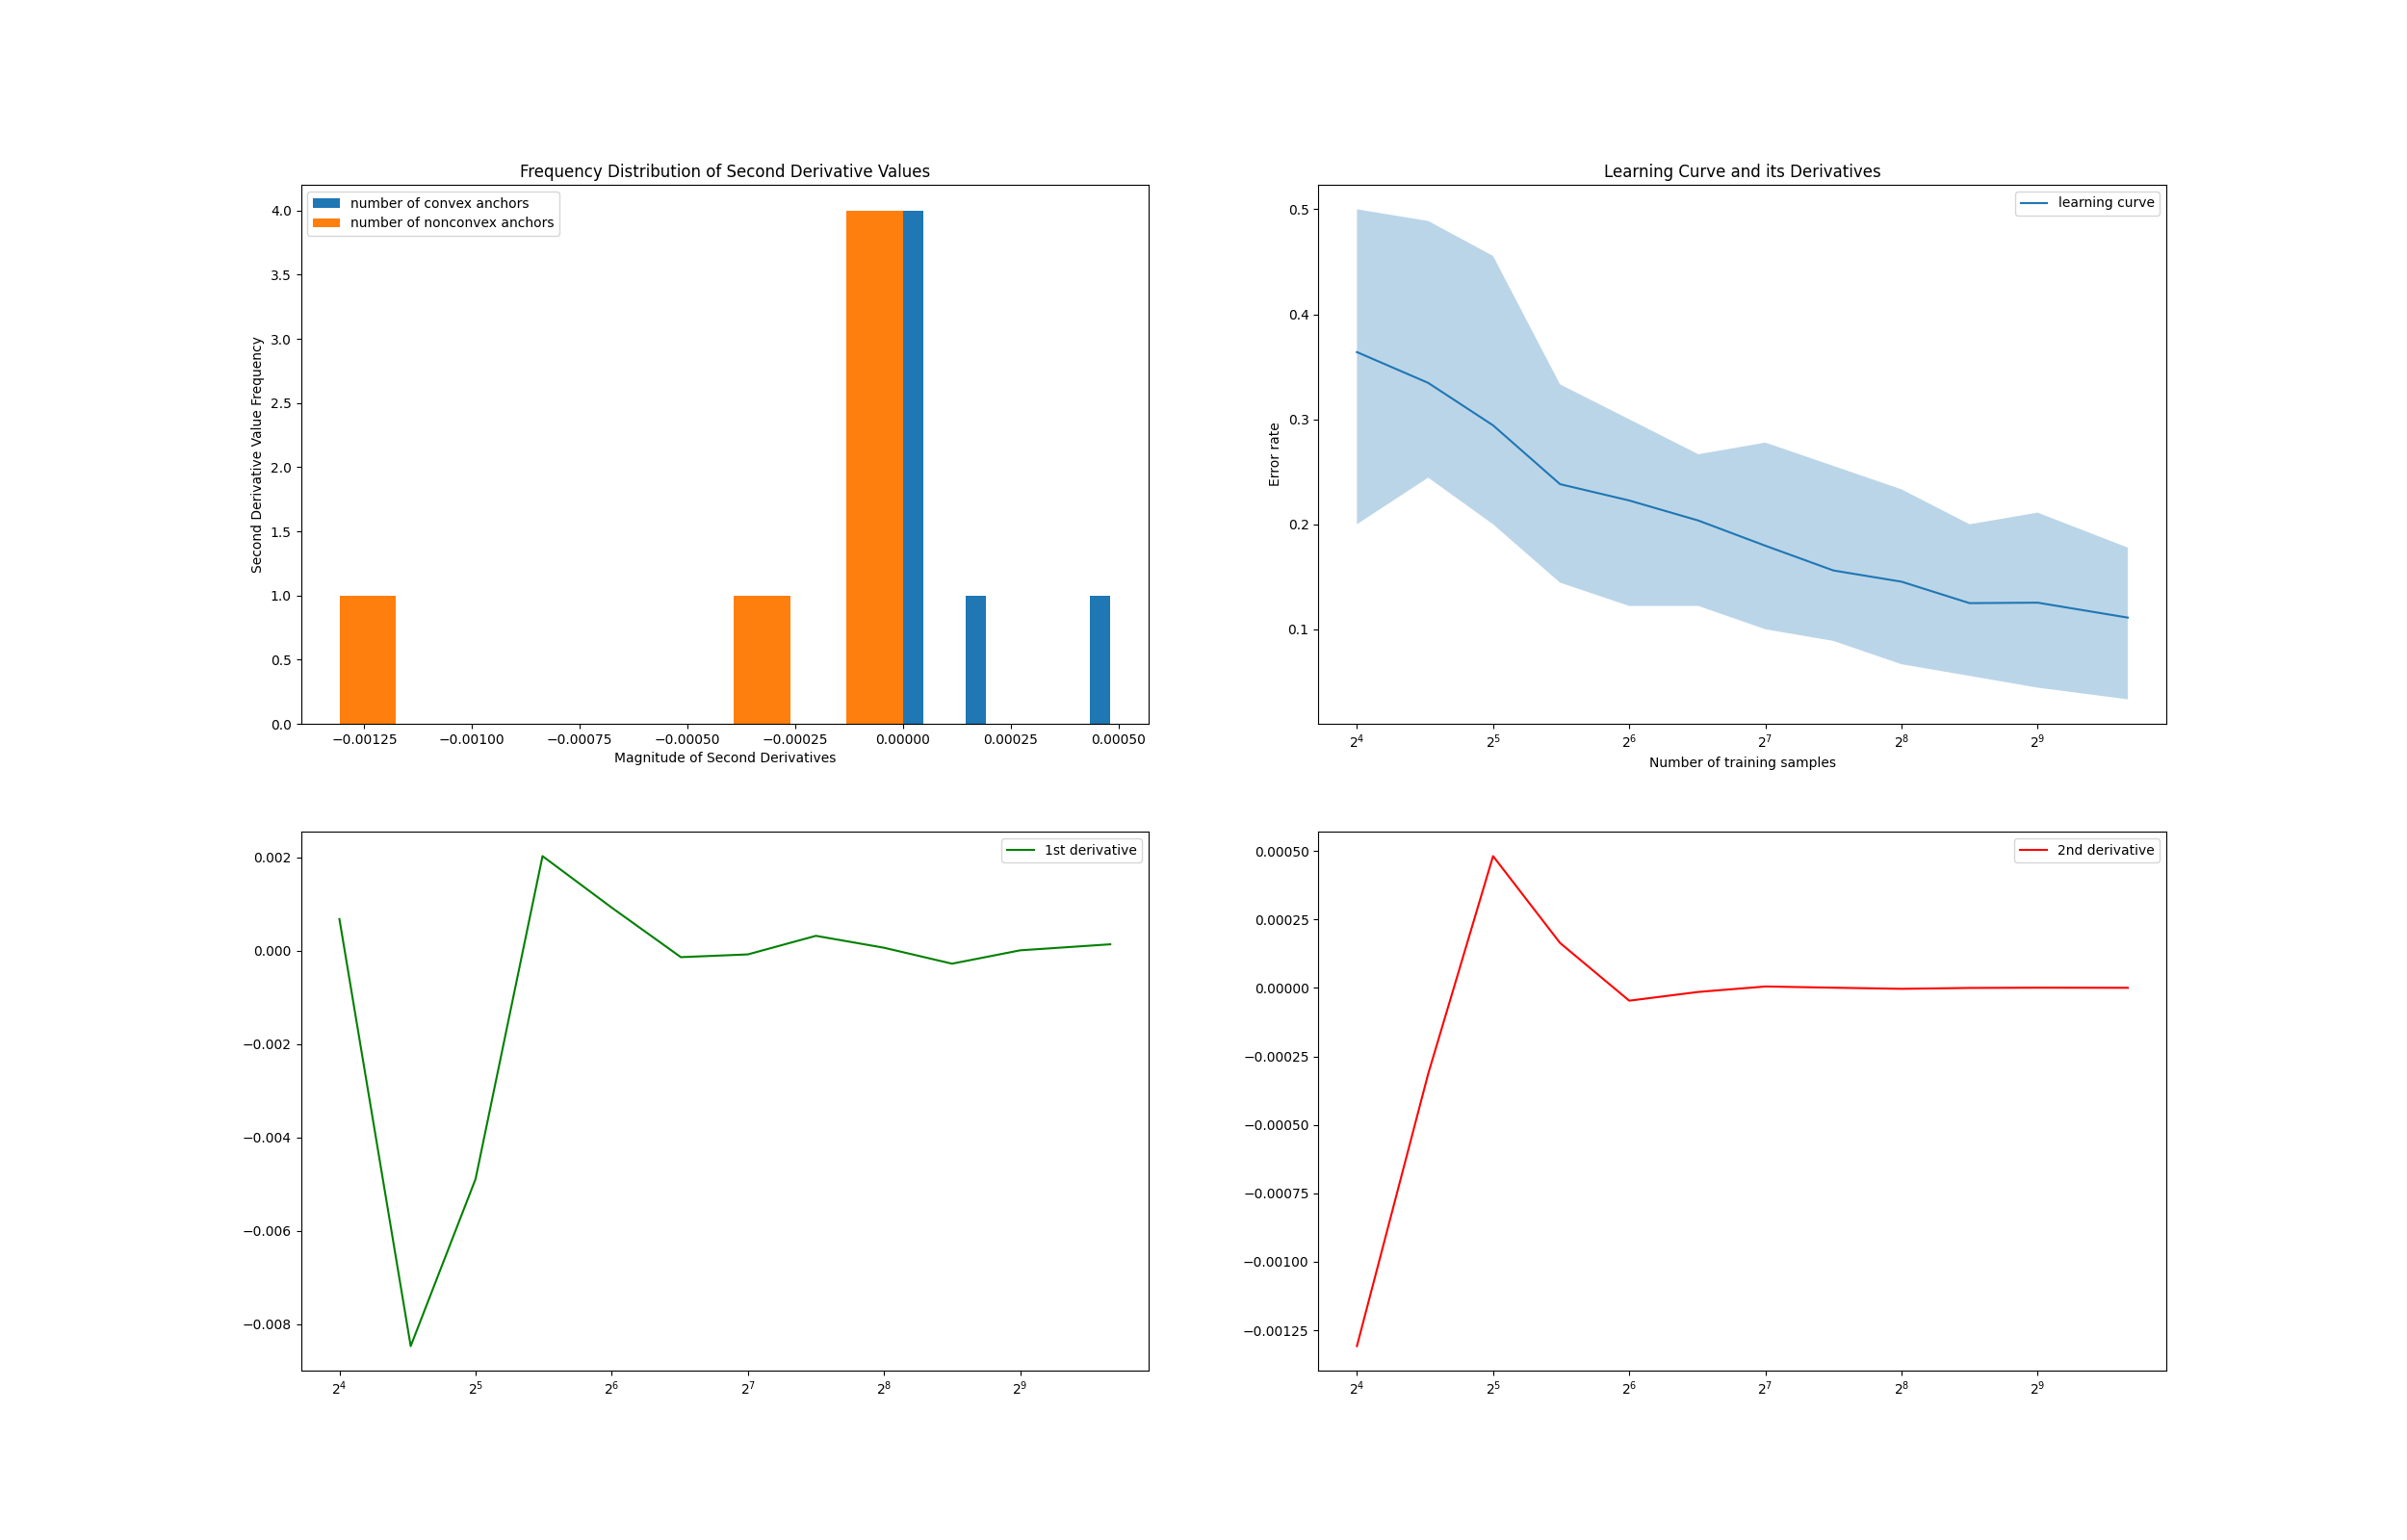 Frequency Distribution of Second Derivative Values
number of convex anchors
number of nonconvex anchors
4.0
3.5
3.0
2.5
2.0
1.5
1.0
0.5
0.0
Second Derivative Value Frequency
−0.00125 −0.00100 −0.00075 −0.00050 −0.00025 0.00000 0.00025 0.00050
Magnitude of Second Derivatives
Learning Curve and its Derivatives
learning curve
0.5
0.4
0.3
0.2
0.1
Error rate
2⁴ 2⁵ 2⁶ 2⁷ 2⁸ 2⁹
Number of training samples
1st derivative
0.002
0.000
−0.002
−0.004
−0.006
−0.008
2⁴ 2⁵ 2⁶ 2⁷ 2⁸ 2⁹
2nd derivative
0.00050
0.00025
0.00000
−0.00025
−0.00050
−0.00075
−0.00100
−0.00125
2⁴ 2⁵ 2⁶ 2⁷ 2⁸ 2⁹